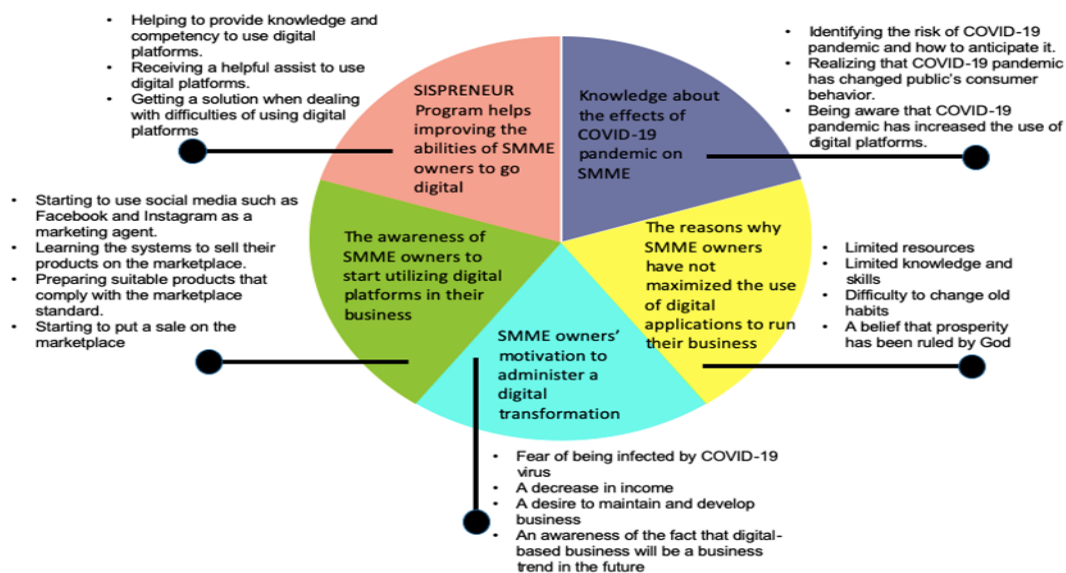 • Helping to provide knowledge and
competency to use digital
platforms.
• Receiving a helpful assist to use
digital platforms.
• Getting a solution when dealing
with difficulties of using digital
platforms
SISPRENEUR
Program helps
improving the
abilities of SMME
owners to go
digital
Knowledge about
the effects of
COVID-19
pandemic on
SMME
• Identifying the risk of COVID-19
pandemic and how to anticipate it.
• Realizing that COVID-19 pandemic
has changed public's consumer
behavior.
• Being aware that COVID-19
pandemic has increased the use of
digital platforms.
• Starting to use social media such as
Facebook and Instagram as a
marketing agent.
• Learning the systems to sell their
products on the marketplace.
• Preparing suitable products that
comply with the marketplace
standard.
• Starting to put a sale on the
marketplace
The awareness of
SMME owners to
start utilizing digital
platforms in their
business
The reasons why
SMME owners
have not
maximized the use
of digital
applications to run
their business
• Limited resources
• Limited knowledge and
skills
• Difficulty to change old
habits
• A belief that prosperity
has been ruled by God
SMME owners'
motivation to
administer a
digital
transformation
• Fear of being infected by COVID-19
virus
• A decrease in income
• A desire to maintain and develop
business
• An awareness of the fact that digital-
based business will be a business
trend in the future